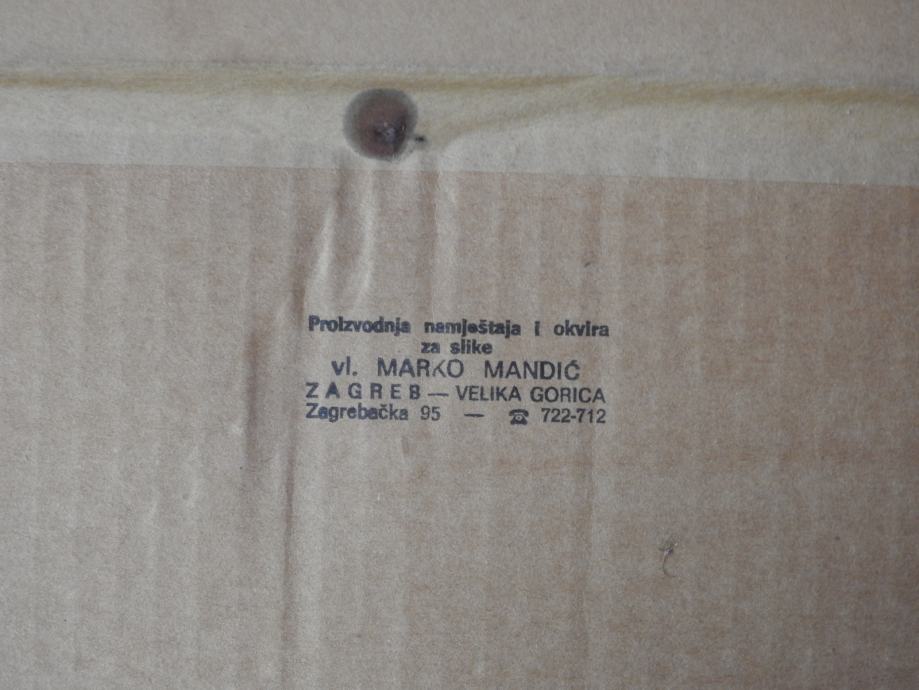 Proizvodnja namještaja i okvira
za slike
vl. MARKO MANDIĆ
ZAGREB — VELIKA GORICA
Zagrebačka 95 — ☎ 722-712